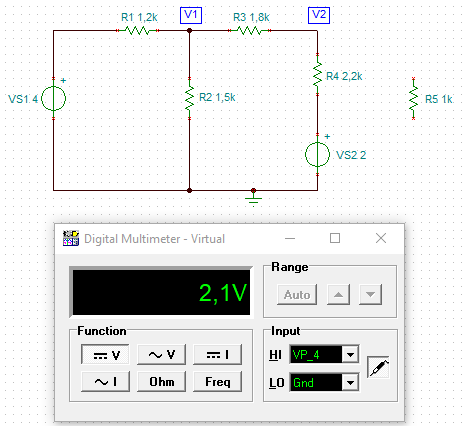 V1
V2
R1 1,2k
R3 1,8k
+
VS1 4
R2 1,5k
R4 2,2k
R5 1k
+
VS2 2
Digital Multimeter - Virtual
2,1V
Range
Auto
Function
V
V
I
I
Ohm
Freq
Input
HI VP_4
LO Gnd